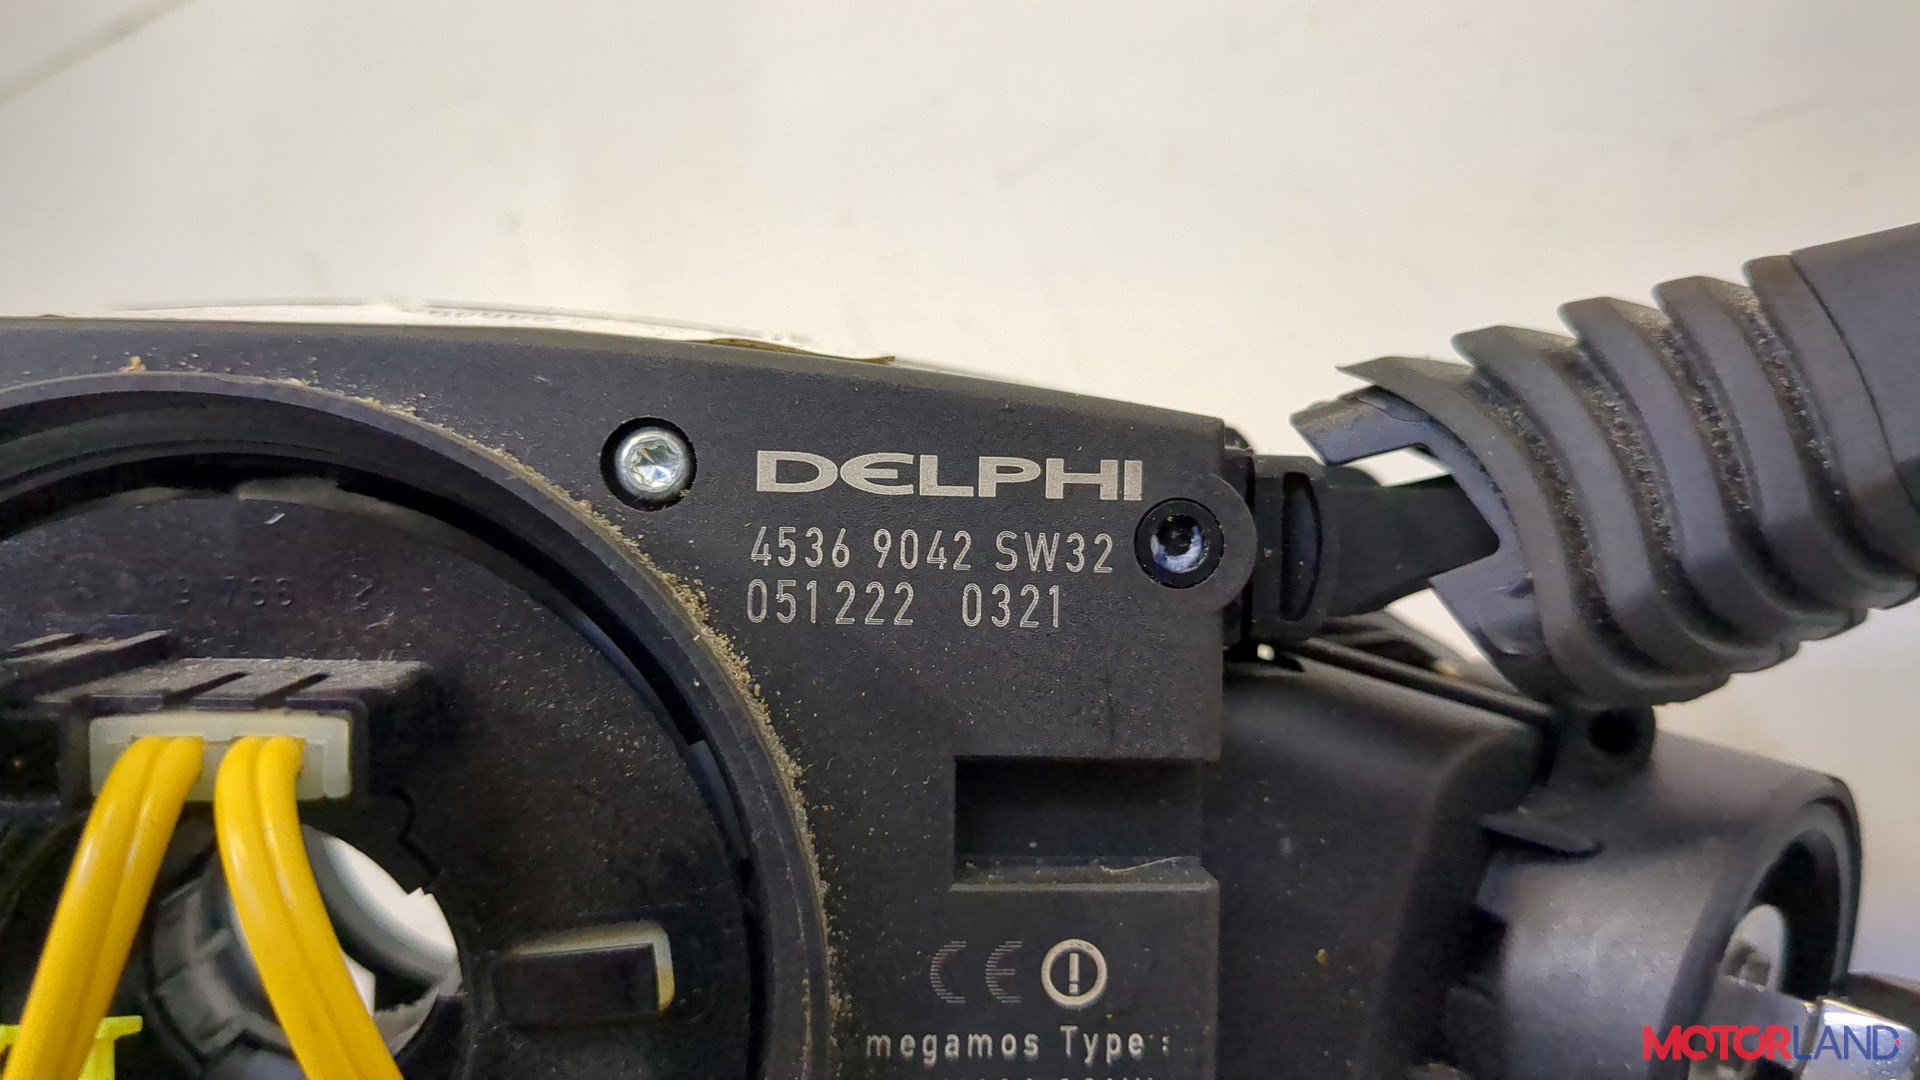 DELPHI
4536 9042 SW32
051222 0321
CE
megamos Type:
MOTORLAND